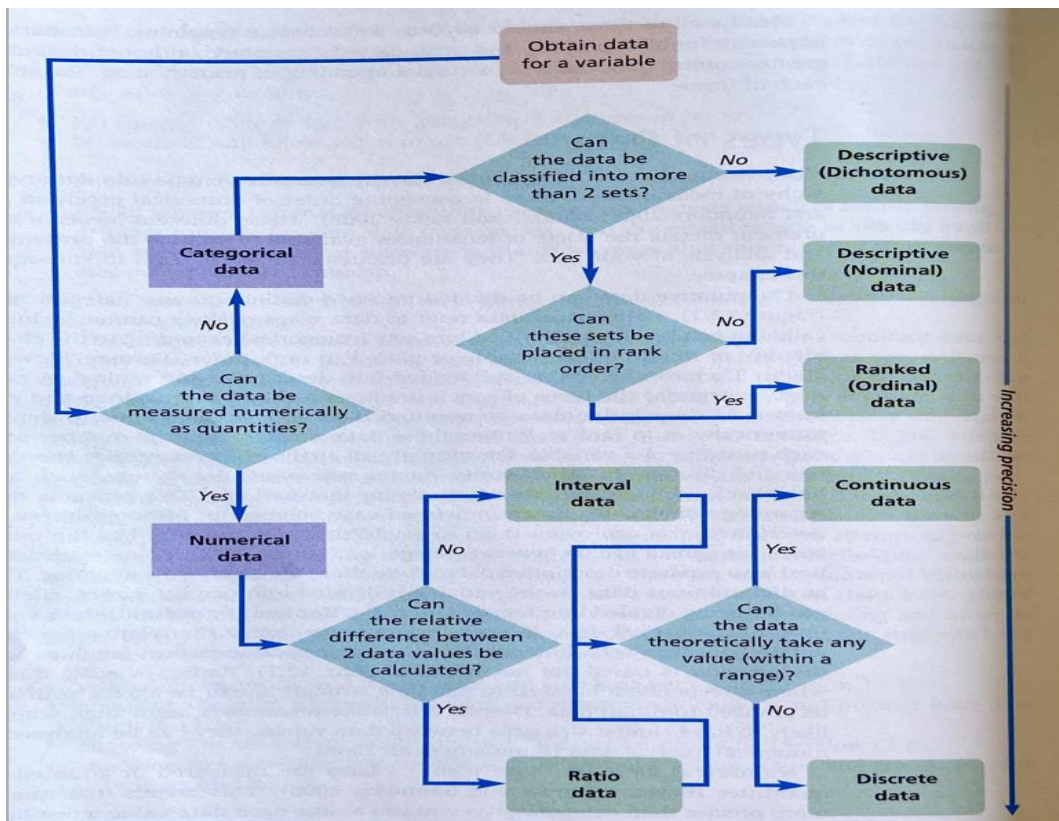 Obtain data
for a variable
Can
the data be
classified into more
than 2 sets?
No
Descriptive
(Dichotomous)
data
Categorical
data
Yes
Descriptive
(Nominal)
data
No
Can
these sets be
placed in rank
order?
No
Can
the data be
measured numerically
as quantities?
Yes
Ranked
(Ordinal)
data
Increasing precision
Yes
Interval
data
Continuous
data
Numerical
data
No
Yes
Can
the relative
difference between
2 data values be
calculated?
Can
the data
theoretically take any
value (within a
range)?
Yes
No
Ratio
data
Discrete
data